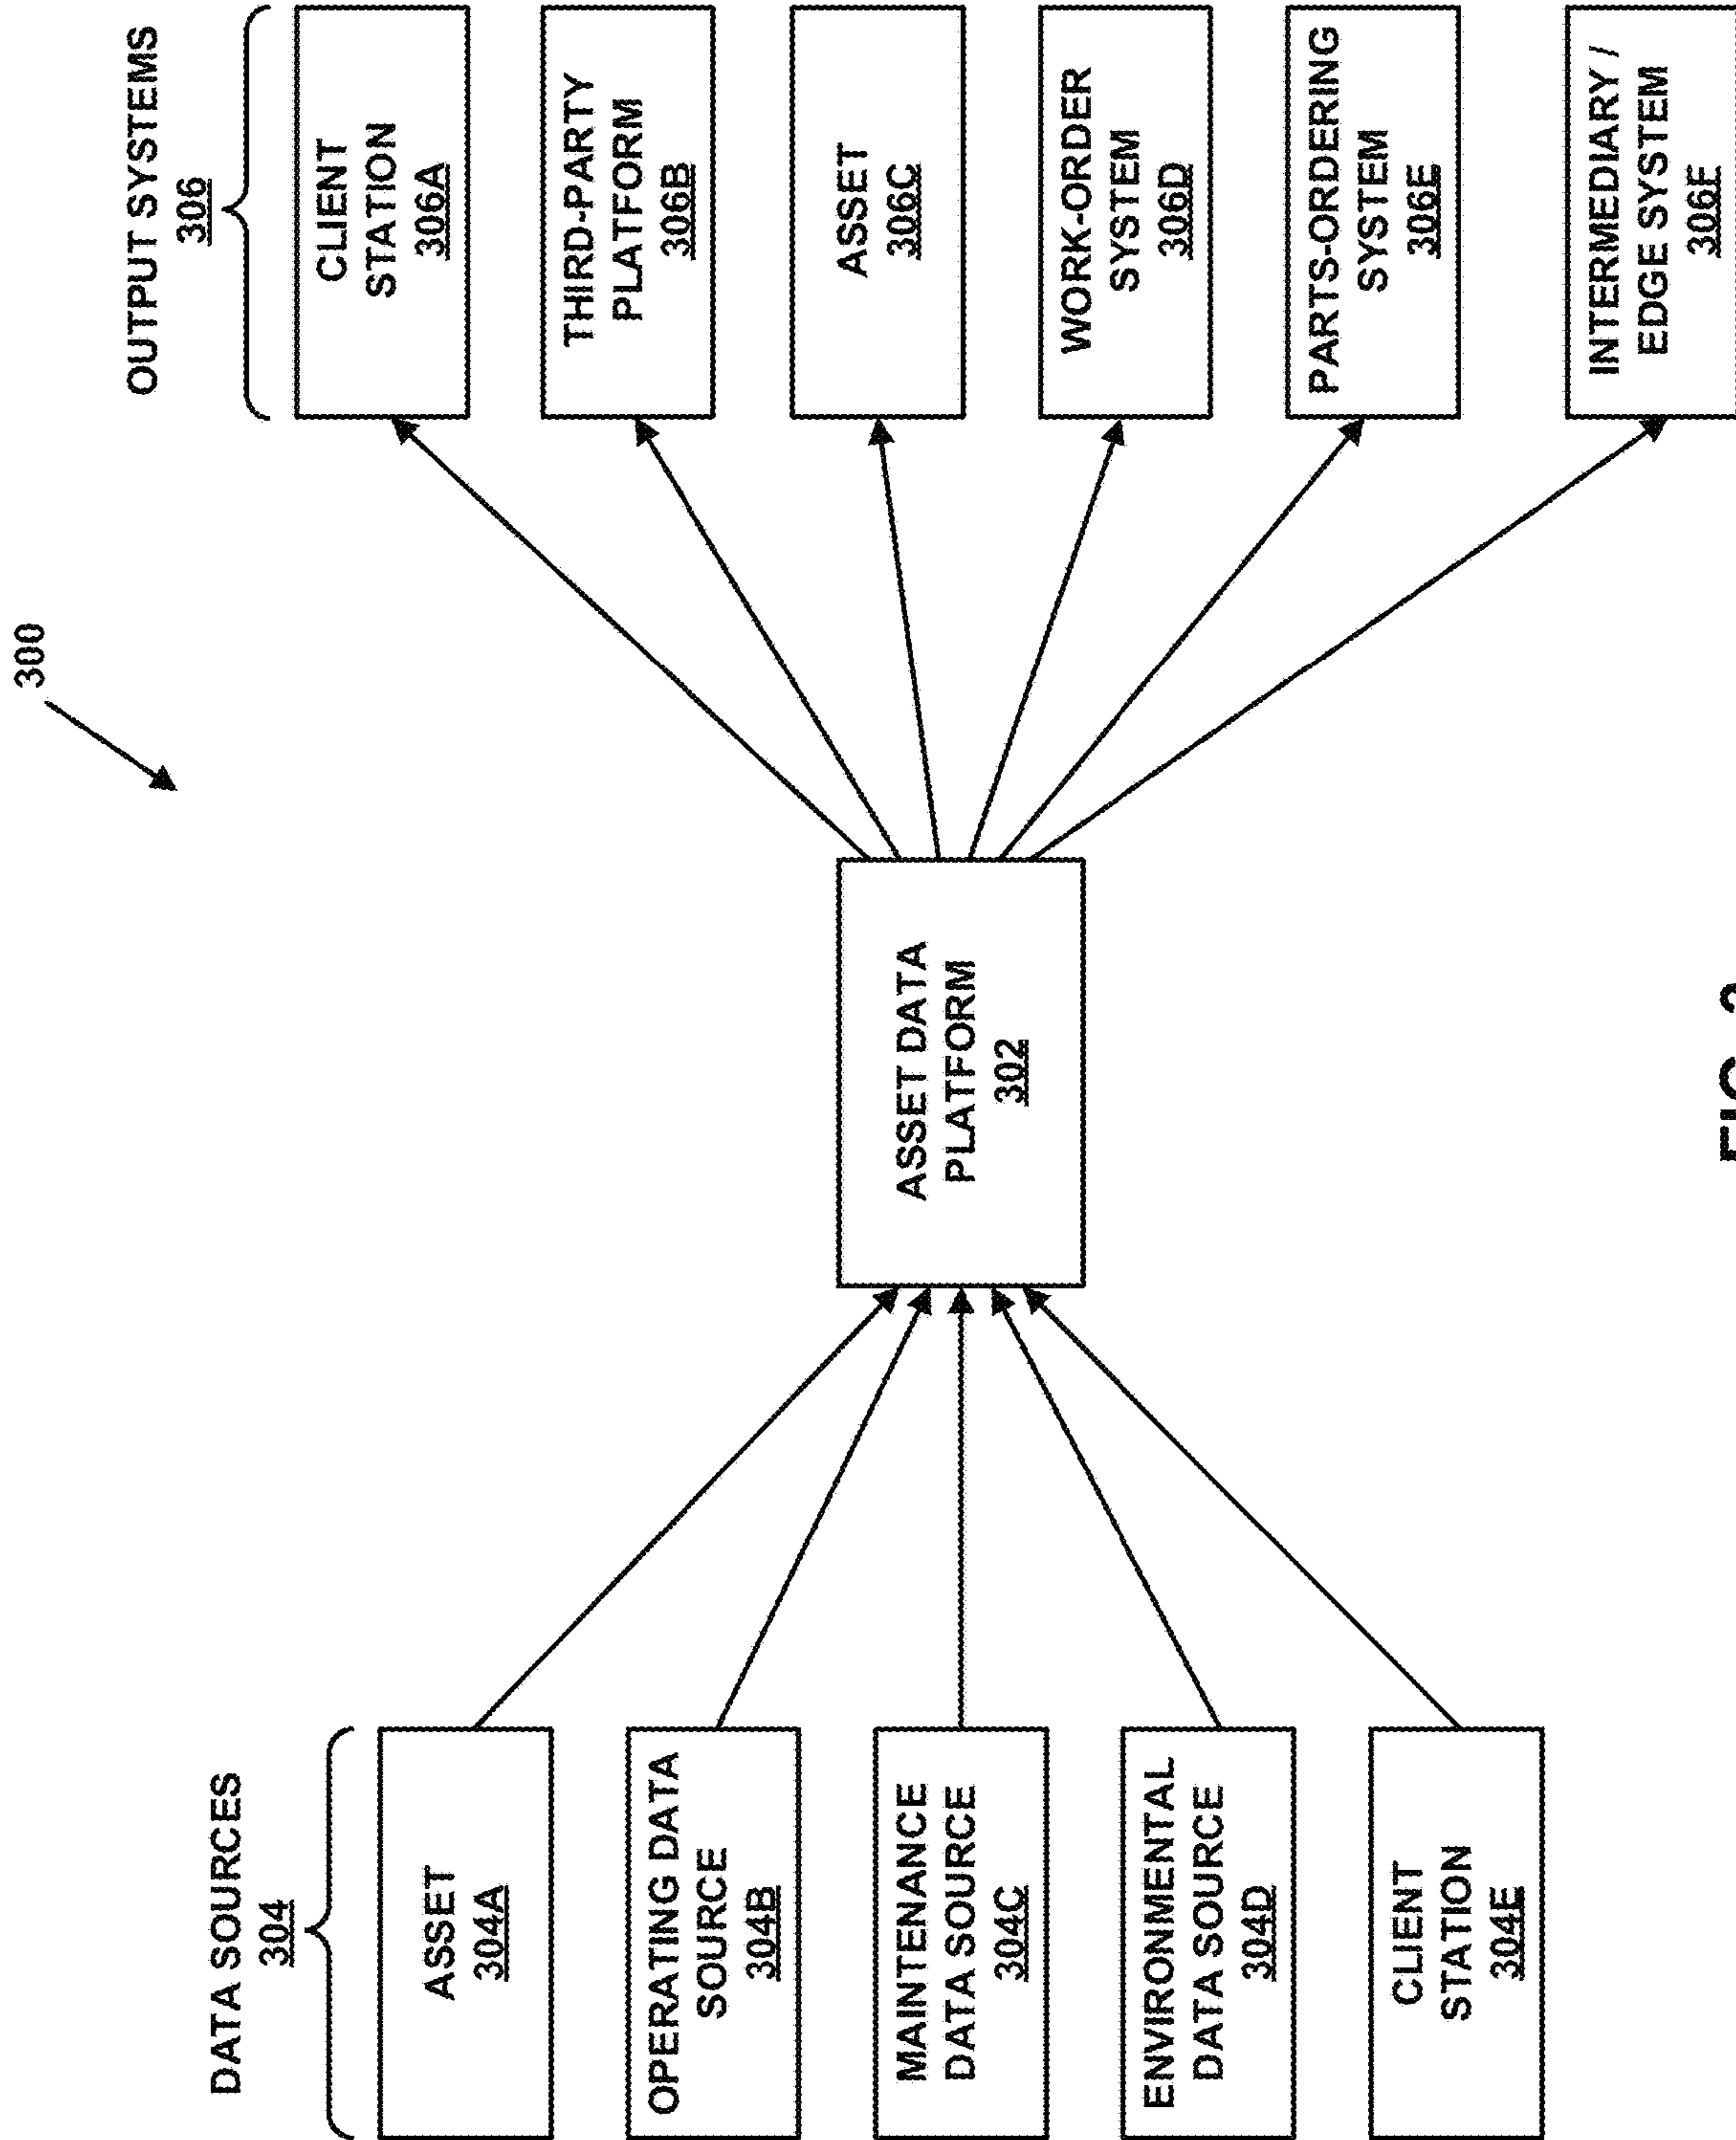 300
DATA SOURCES
304
ASSET
304A
OPERATING DATA
SOURCE
304B
MAINTENANCE
DATA SOURCE
304C
ENVIRONMENTAL
DATA SOURCE
304D
CLIENT
STATION
304E
ASSET DATA
PLATFORM
302
OUTPUT SYSTEMS
306
CLIENT
STATION
306A
THIRD-PARTY
PLATFORM
306B
ASSET
306C
WORK-ORDER
SYSTEM
306D
PARTS-ORDERING
SYSTEM
306E
INTERMEDIARY /
EDGE SYSTEM
306F
FIG.